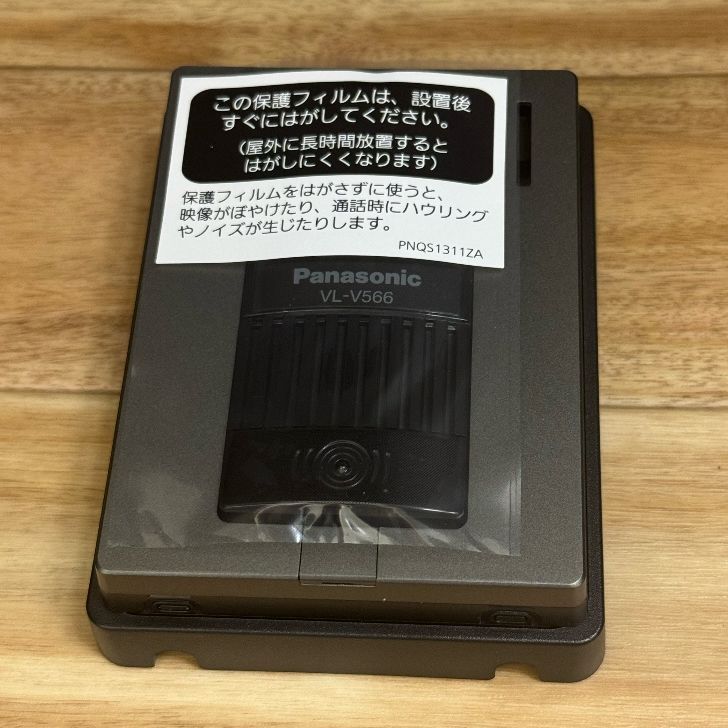 この保護フィルムは、設置後
すぐにはがしてください。
（屋外に長時間放置すると
はがしにくくなります）
保護フィルムをはがさずに使うと、
映像がぼやけたり、通話時にハウリング
やノイズが生じたりします。
PNQS1311ZA
Panasonic
VL-V566